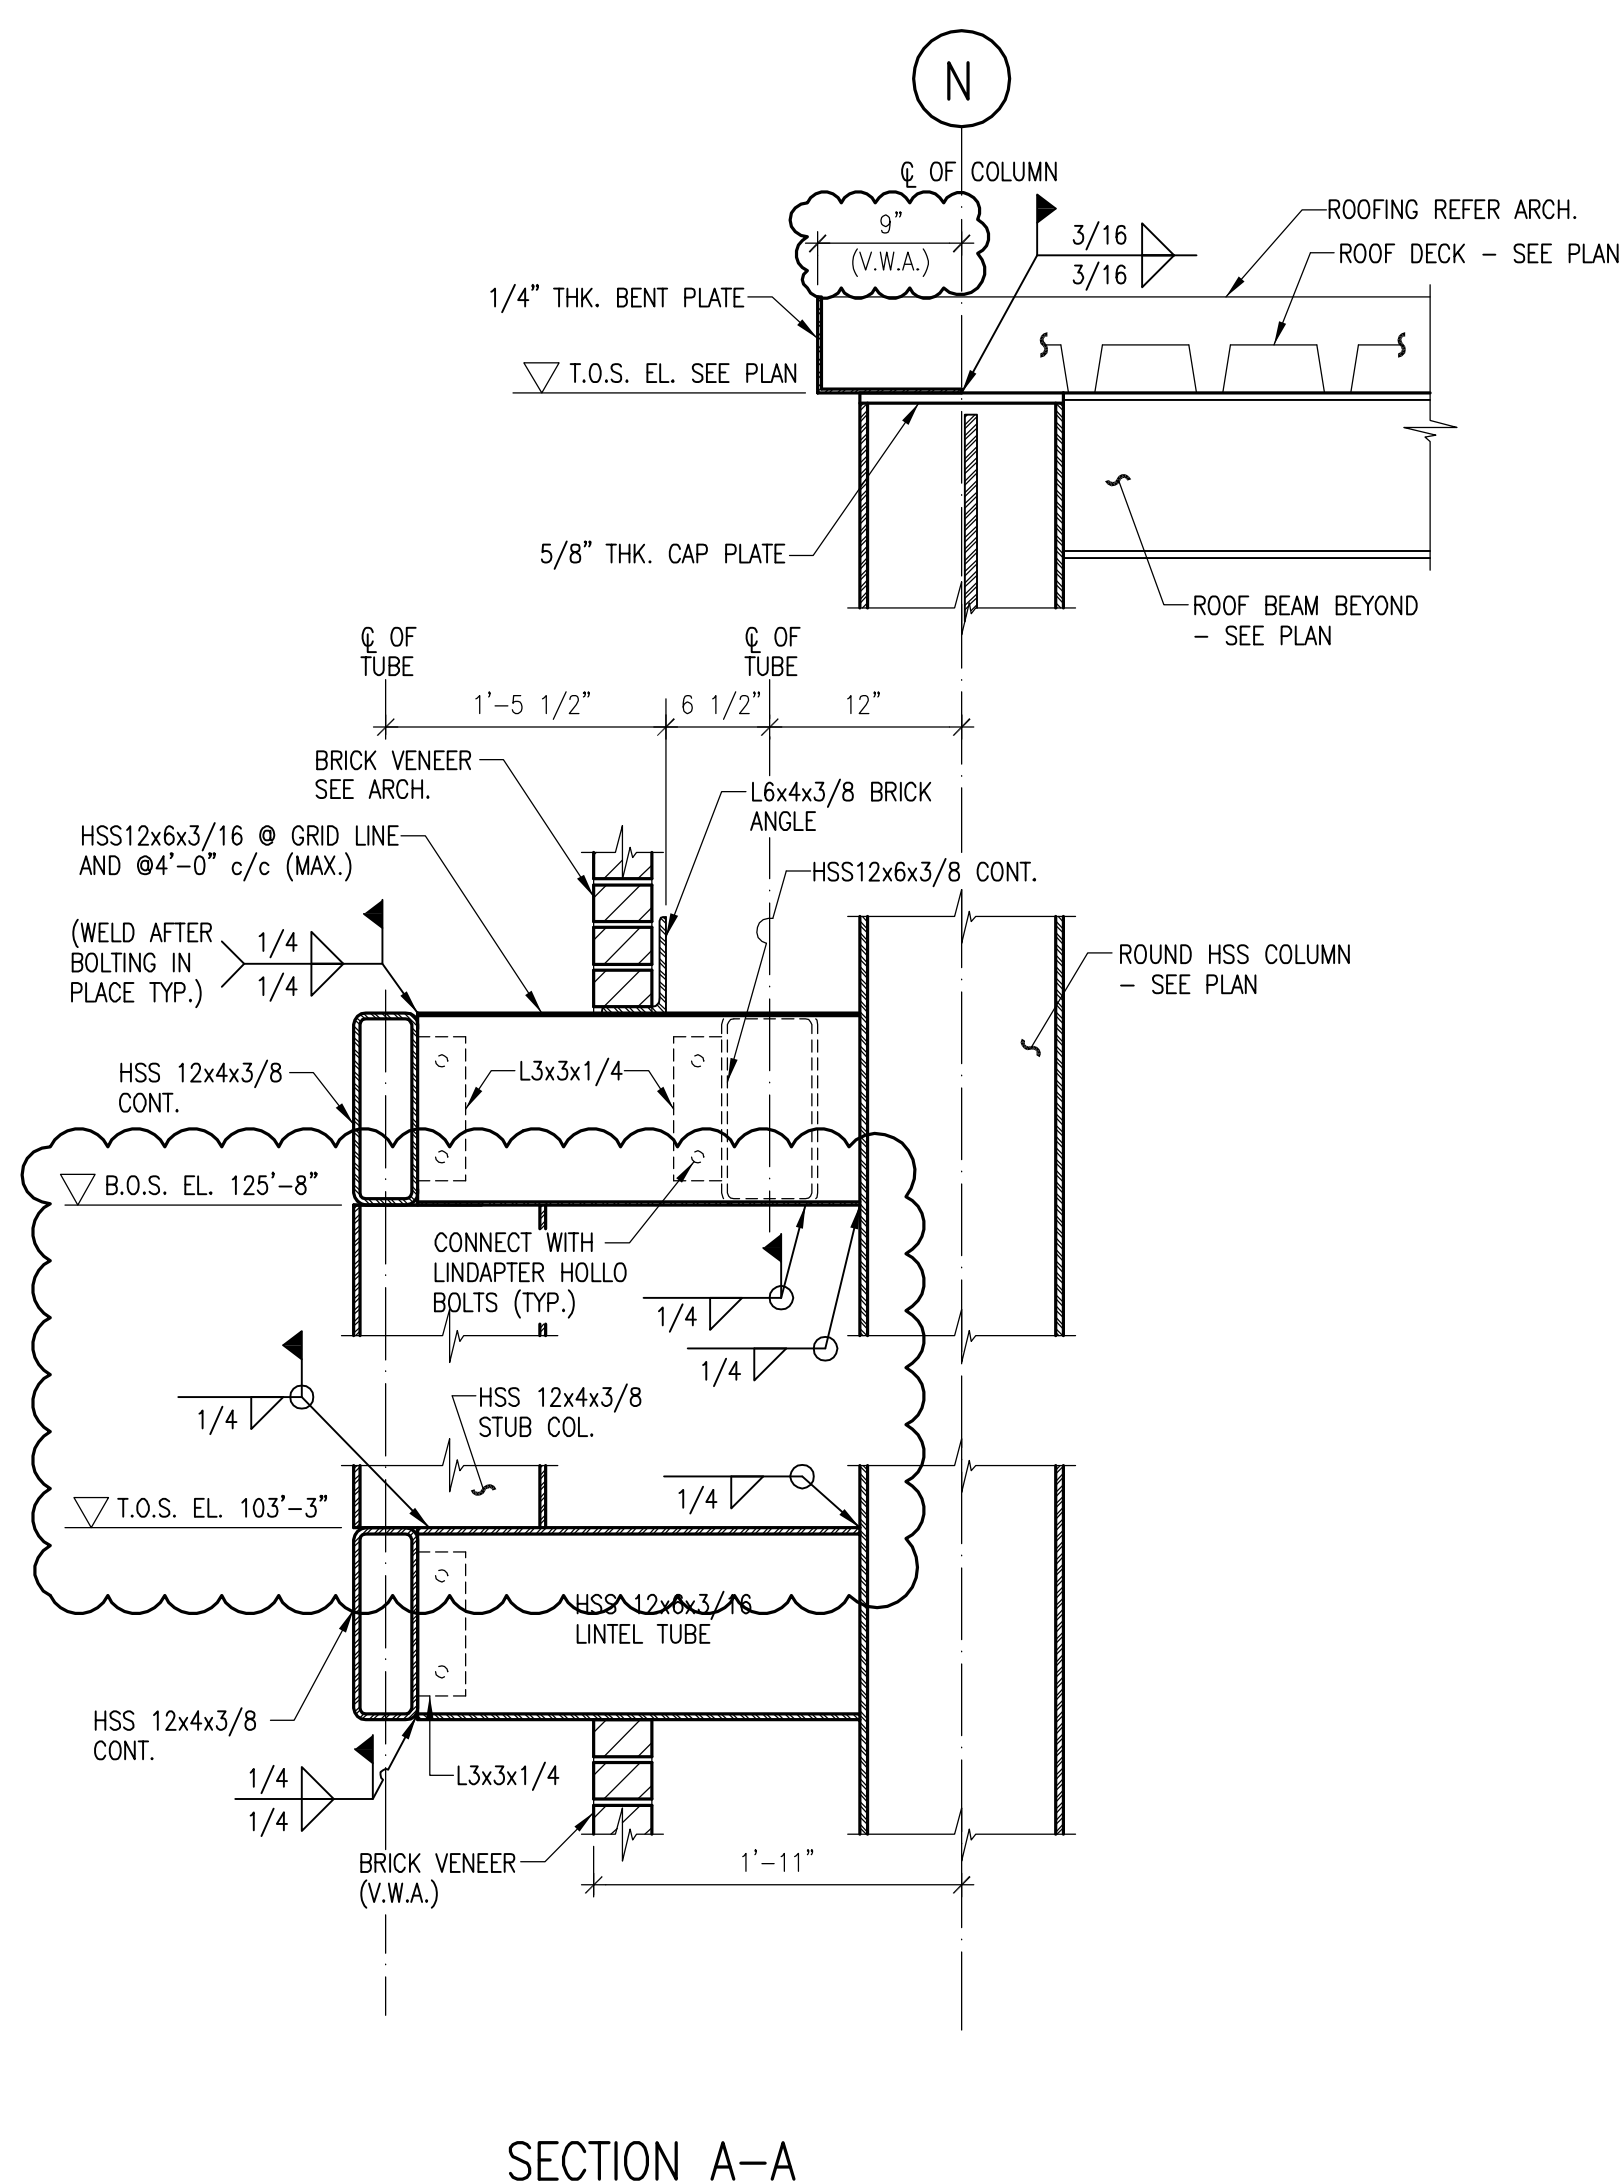 N
℄ OF COLUMN
9"
(V.W.A.)
3/16
3/16
ROOFING REFER ARCH.
ROOF DECK – SEE PLAN
1/4" THK. BENT PLATE
T.O.S. EL. SEE PLAN
5/8" THK. CAP PLATE
ROOF BEAM BEYOND
– SEE PLAN
℄ OF
TUBE
℄ OF
TUBE
1'–5 1/2"
6 1/2"
12"
BRICK VENEER
SEE ARCH.
L6x4x3/8 BRICK
ANGLE
HSS12x6x3/16 @ GRID LINE
AND @4'–0" c/c (MAX.)
HSS12x6x3/8 CONT.
(WELD AFTER
BOLTING IN
PLACE TYP.)
1/4
1/4
ROUND HSS COLUMN
– SEE PLAN
HSS 12x4x3/8
CONT.
L3x3x1/4
B.O.S. EL. 125'–8"
CONNECT WITH
LINDAPTER HOLLO
BOLTS (TYP.)
1/4
1/4
1/4
HSS 12x4x3/8
STUB COL.
1/4
T.O.S. EL. 103'–3"
HSS 12x6x3/16
LINTEL TUBE
HSS 12x4x3/8
CONT.
1/4
1/4
L3x3x1/4
BRICK VENEER
(V.W.A.)
1'–11"
SECTION A–A